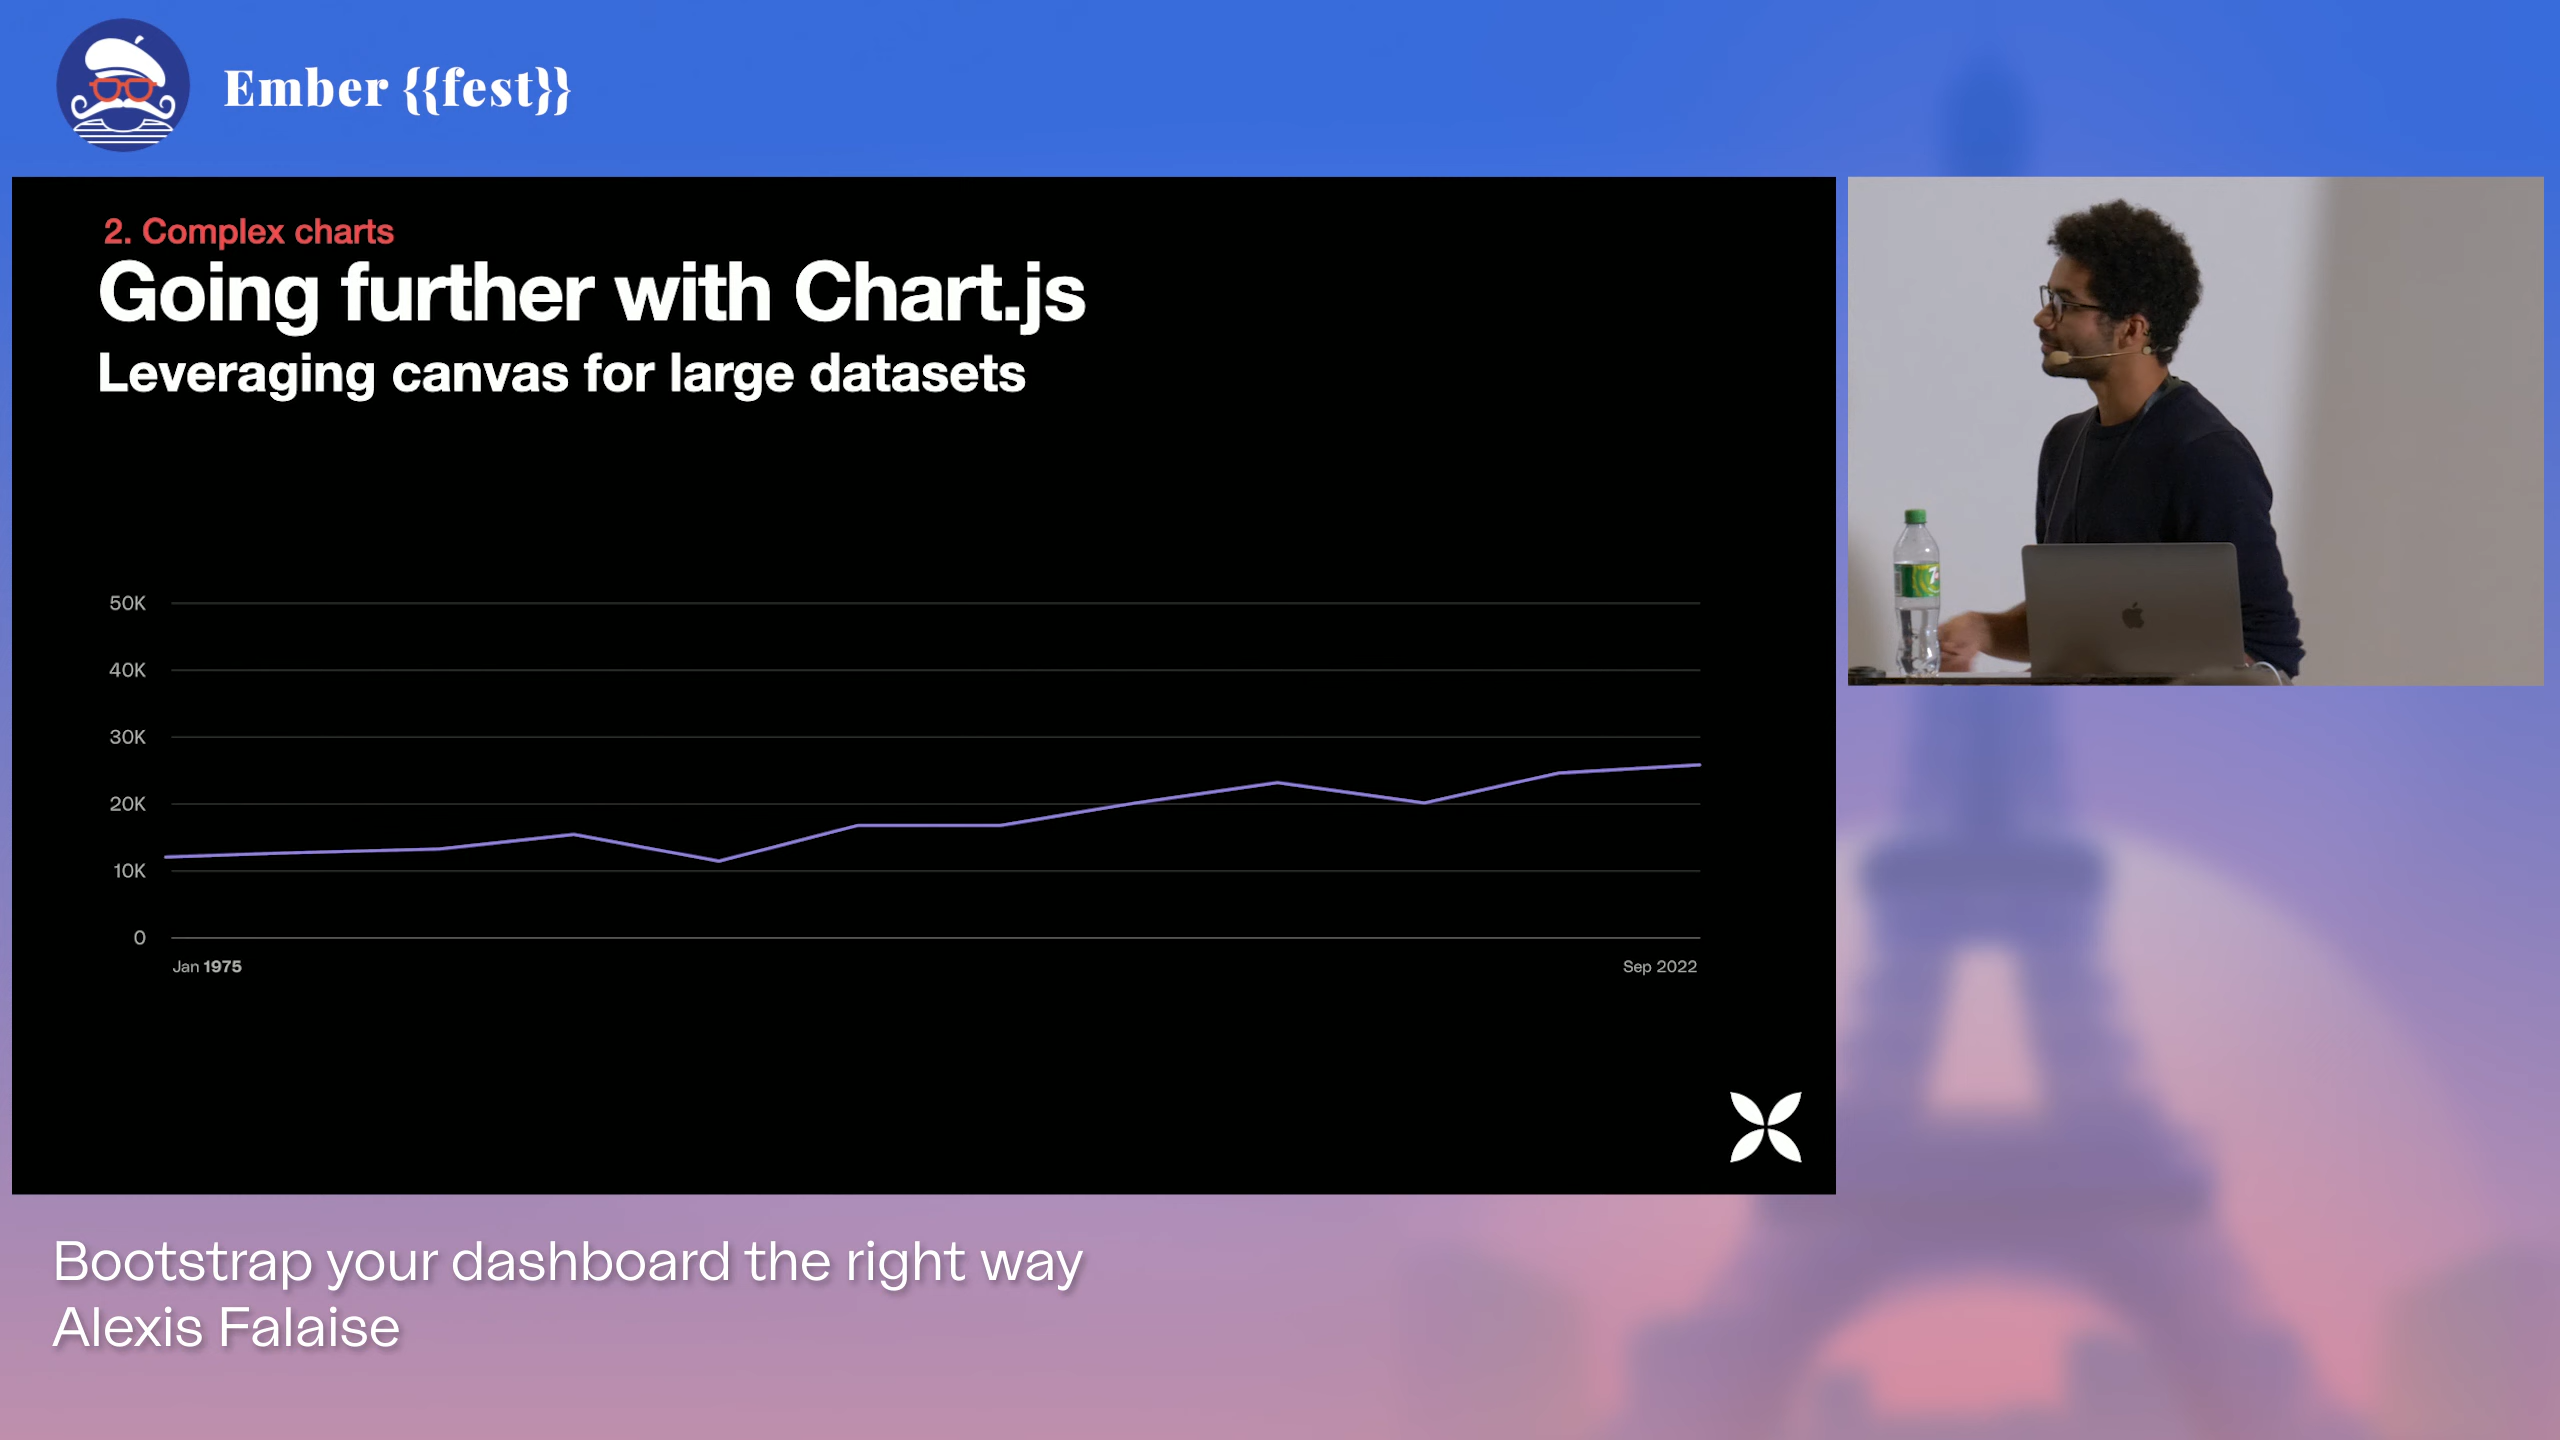 Ember {{fest}}
2. Complex charts
Going further with Chart.js
Leveraging canvas for large datasets
50K
40K
30K
20K
10K
0
Jan 1975
Sep 2022
Bootstrap your dashboard the right way
Alexis Falaise